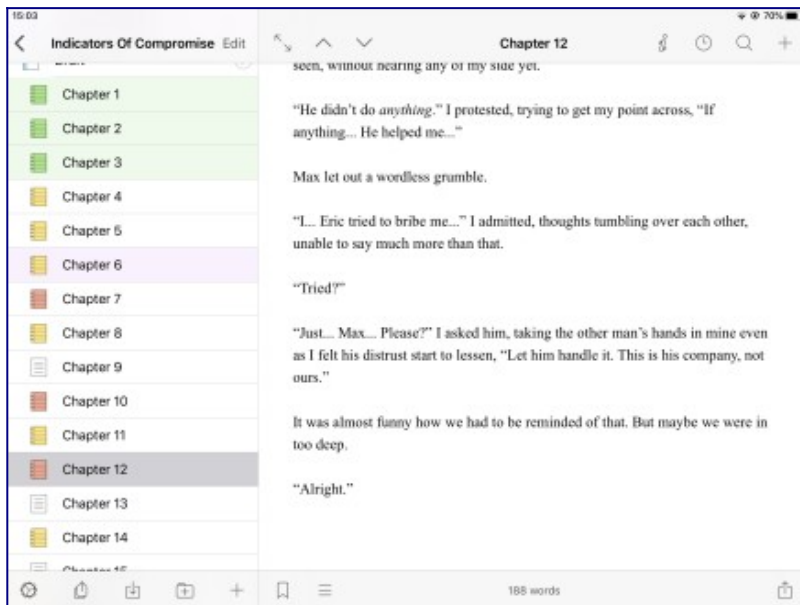 15:03
70%
Indicators Of Compromise
Edit
Chapter 12
Draft
Chapter 1
Chapter 2
Chapter 3
Chapter 4
Chapter 5
Chapter 6
Chapter 7
Chapter 8
Chapter 9
Chapter 10
Chapter 11
Chapter 12
Chapter 13
Chapter 14
Chapter 15
seen, without hearing any of my side yet.
“He didn’t do anything.” I protested, trying to get my point across, “If
anything... He helped me...”
Max let out a wordless grumble.
“I... Eric tried to bribe me...” I admitted, thoughts tumbling over each other,
unable to say much more than that.
“Tried?”
“Just... Max... Please?” I asked him, taking the other man’s hands in mine even
as I felt his distrust start to lessen, “Let him handle it. This is his company, not
ours.”
It was almost funny how we had to be reminded of that. But maybe we were in
too deep.
“Alright.”
188 words